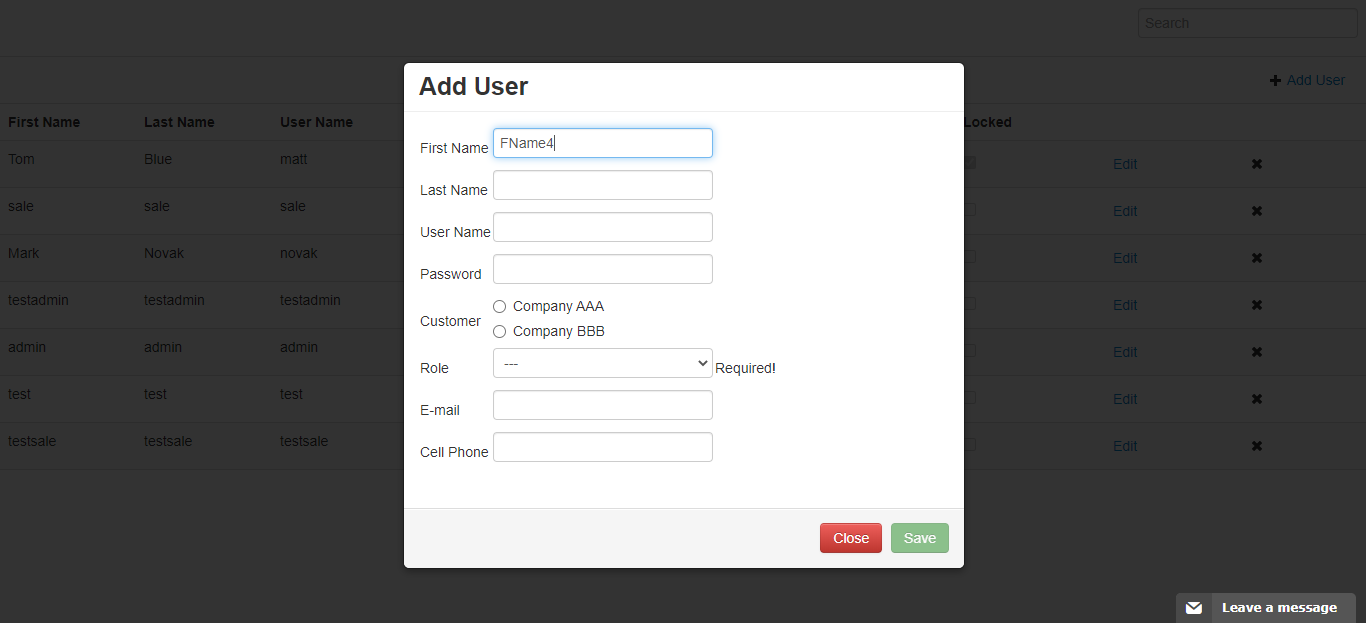 Search
Add User
Add User
First Name Last Name User Name Locked
Tom Blue matt Edit
sale sale sale Edit
Mark Novak novak Edit
testadmin testadmin testadmin Edit
admin admin admin Edit
test test test Edit
testsale testsale testsale Edit
First Name FName4
Last Name
User Name
Password
Customer
Company AAA
Company BBB
Role --- Required!
E-mail
Cell Phone
Close Save
Leave a message